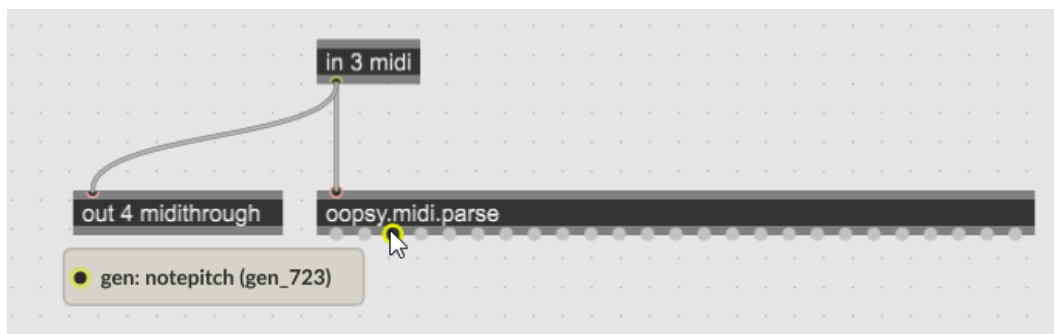 in 3 midi
out 4 midithrough
oopsy.midi.parse
gen: notepitch (gen_723)